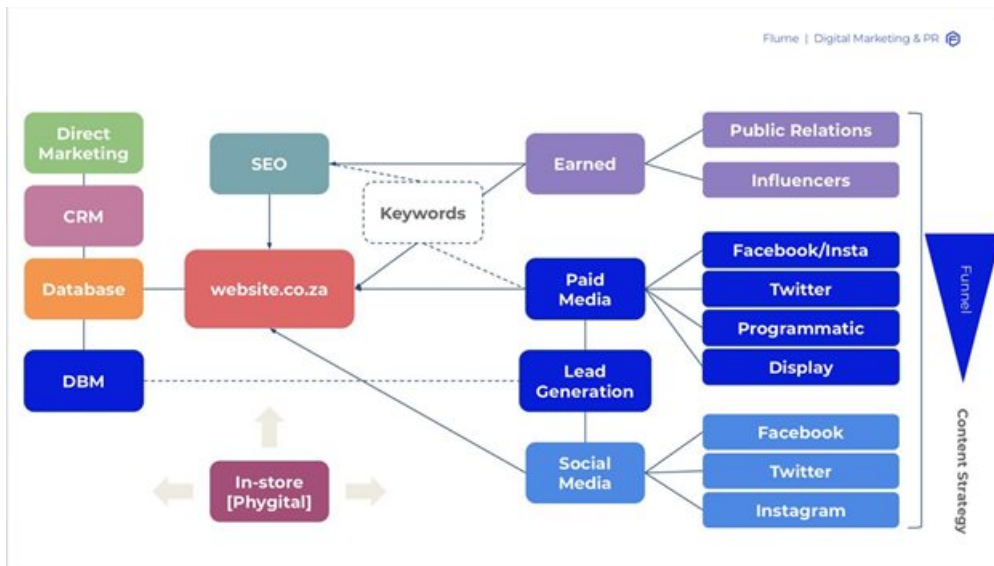 Flume | Digital Marketing & PR
Direct
Marketing
CRM
Database
DBM
SEO
website.co.za
Keywords
In-store
[Phygital]
Earned
Paid
Media
Lead
Generation
Social
Media
Public Relations
Influencers
Facebook/Insta
Twitter
Programmatic
Display
Facebook
Twitter
Instagram
Funnel
Content Strategy